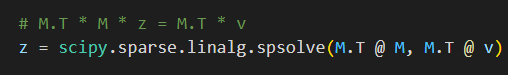 # M.T * M * z = M.T * v
z = scipy.sparse.linalg.spsolve(M.T @ M, M.T @ v)